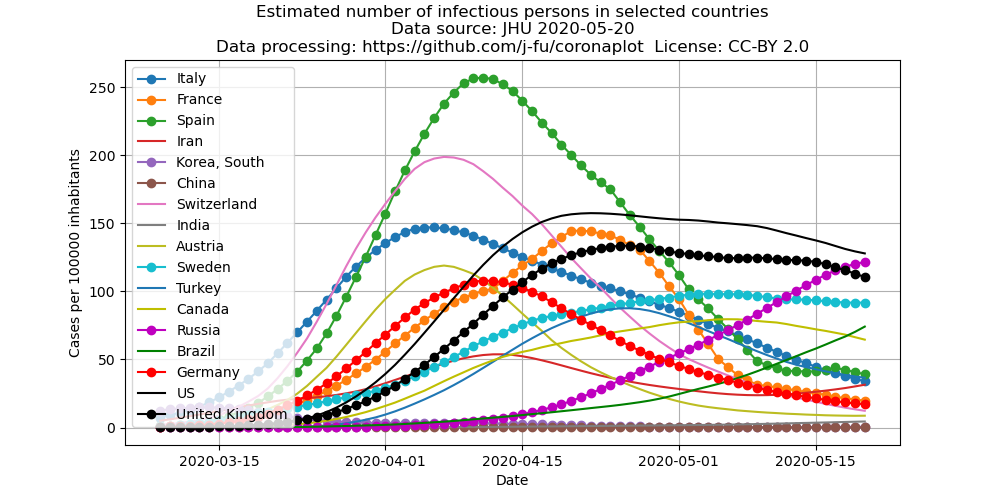 Estimated number of infectious persons in selected countries
Data source: JHU 2020-05-20
Data processing: https://github.com/j-fu/coronaplot License: CC-BY 2.0
Cases per 100000 inhabitants
250
200
150
100
50
0
Italy
France
Spain
Iran
Korea, South
China
Switzerland
India
Austria
Sweden
Turkey
Canada
Russia
Brazil
Germany
US
United Kingdom
2020-03-15 2020-04-01 2020-04-15 2020-05-01 2020-05-15
Date